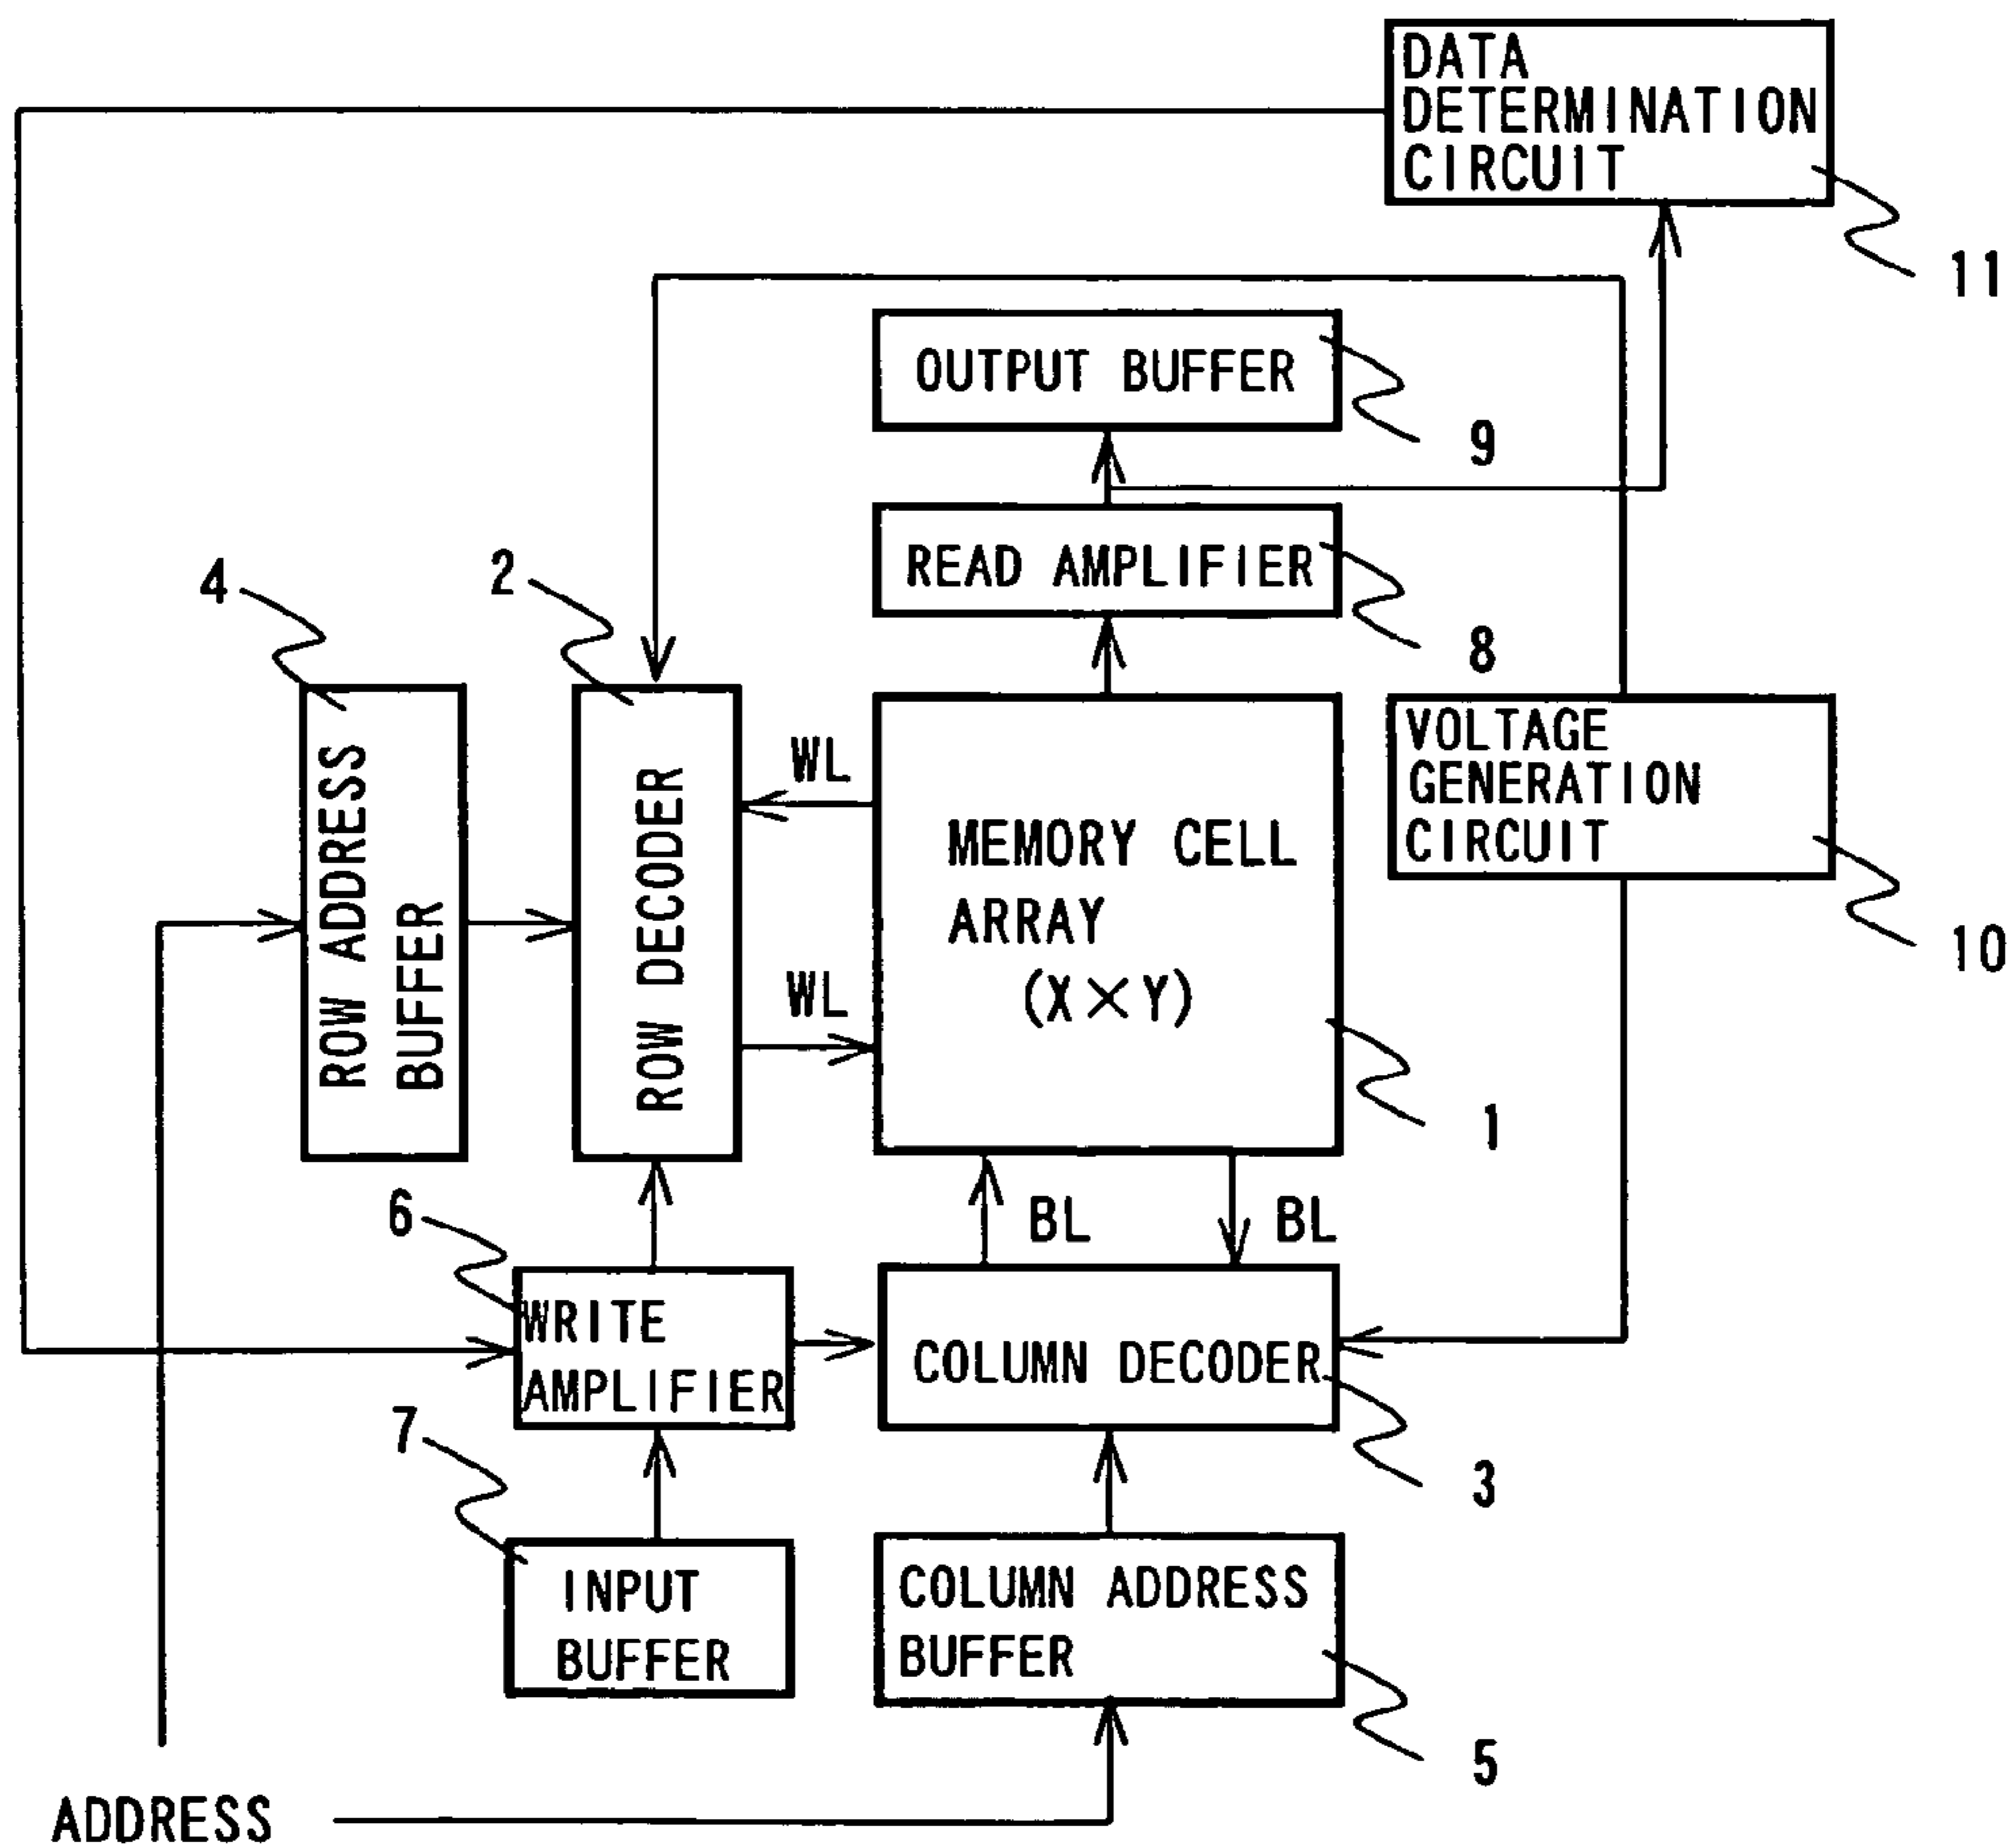 DATA
DETERMINATION
CIRCUIT
11
OUTPUT BUFFER
9
READ AMPLIFIER
8
4
2
ROW ADDRESS
BUFFER
ROW DECODER
WL
WL
MEMORY CELL
ARRAY
(X×Y)
1
VOLTAGE
GENERATION
CIRCUIT
10
BL
BL
6
WRITE
AMPLIFIER
COLUMN DECODER
3
7
INPUT
BUFFER
COLUMN ADDRESS
BUFFER
5
ADDRESS